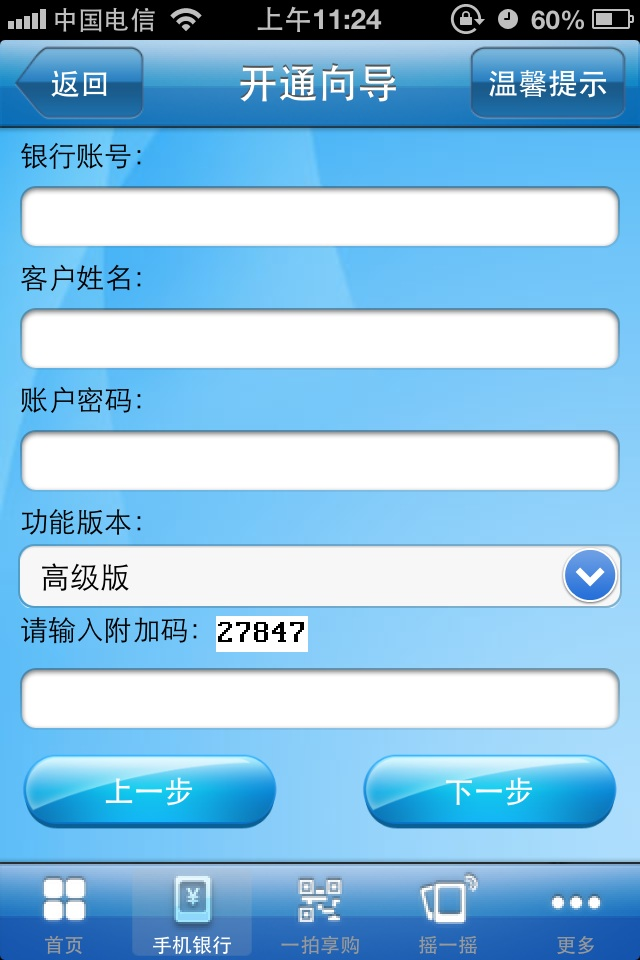 中国电信 上午11:24 60%
返回 开通向导 温馨提示
银行账号:
客户姓名:
账户密码:
功能版本:
高级版
请输入附加码: 27847
上一步 下一步
首页 手机银行 一拍享购 摇一摇 更多